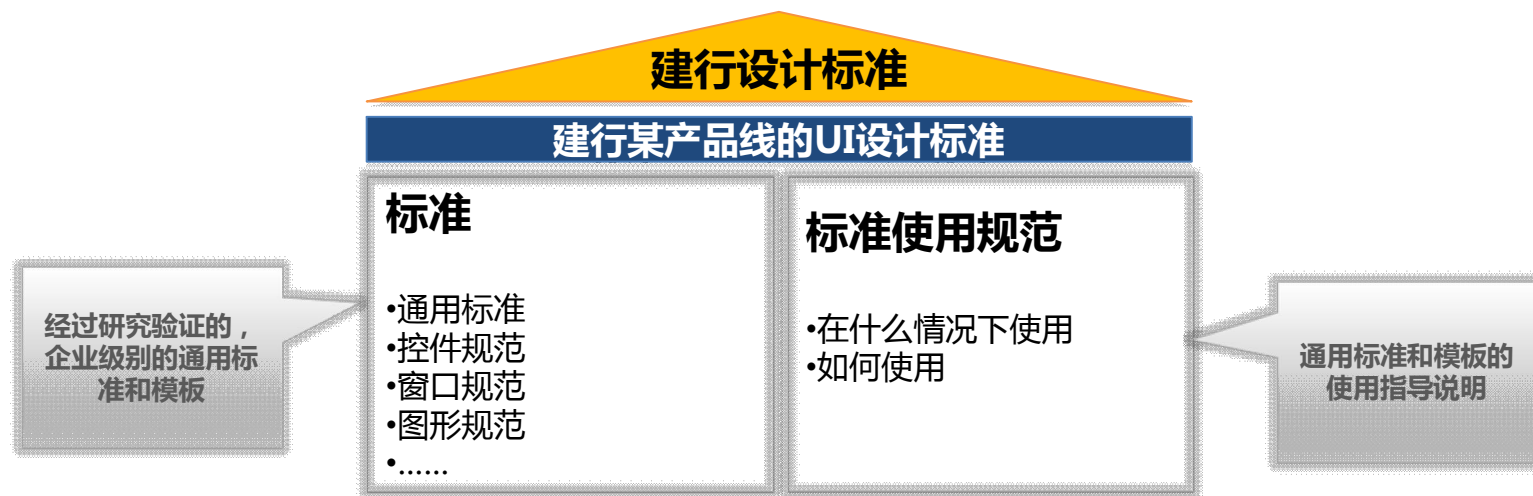 建行设计标准
建行某产品线的UI设计标准
标准
•通用标准
•控件规范
•窗口规范
•图形规范
•……
标准使用规范
•在什么情况下使用
•如何使用
经过研究验证的，
企业级别的通用标
准和模板
通用标准和模板的
使用指导说明